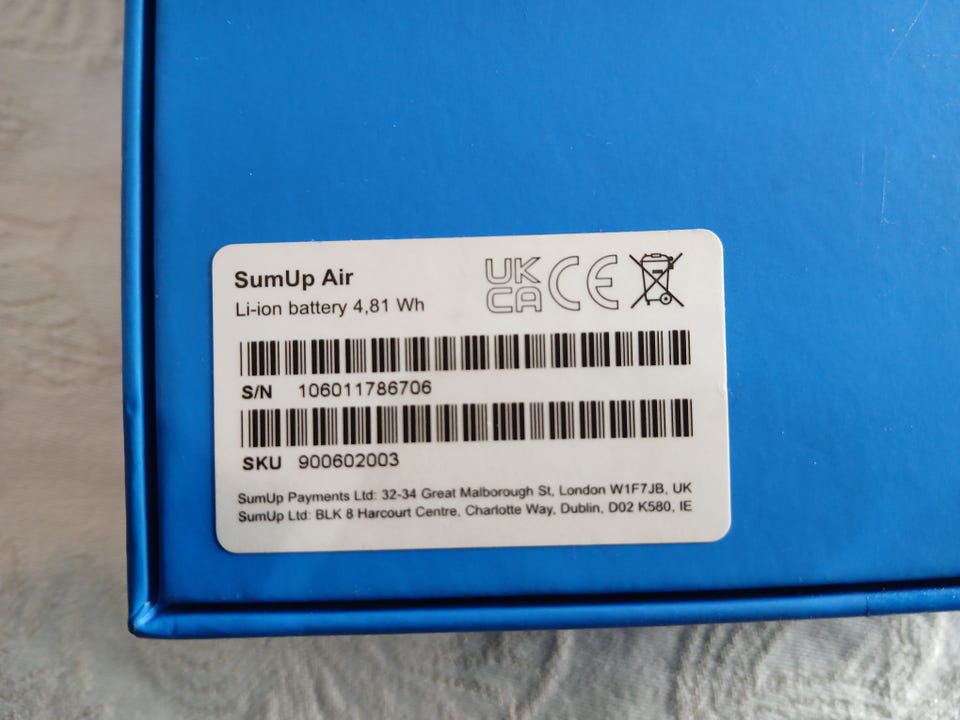 SumUp Air
Li-ion battery 4,81 Wh
UK
CA CE
S/N 106011786706
SKU 900602003
SumUp Payments Ltd: 32-34 Great Malborough St, London W1F7JB, UK
SumUp Ltd: BLK 8 Harcourt Centre, Charlotte Way, Dublin, D02 K580, IE